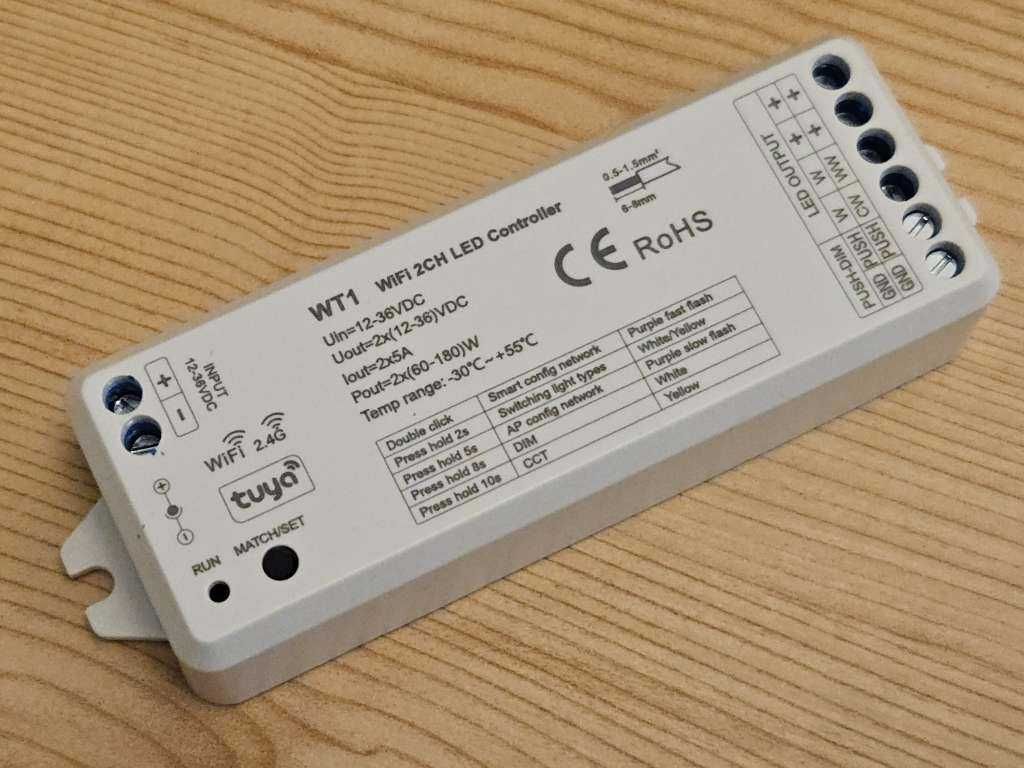 WT1 WiFi 2CH LED Controller
Uin=12-36VDC
Uout=2x(12-36)VDC
Iout=2x5A
Pout=2x(60-180)W
Temp range: -30°C~+55°C
CE RoHS
0.5-1.5mm²
6-8mm
Double click Smart config network Purple fast flash
Press hold 2s Switching light types White/Yellow
Press hold 5s AP config network Purple slow flash
Press hold 8s DIM White
Press hold 10s CCT Yellow
+
-
INPUT
12-36VDC
WiFi 2.4G
tuya
+
-
RUN MATCH/SET
LED OUTPUT
+ +
+ +
W WW
W CW
PUSH-DIM
PUSH PUSH
GND GND